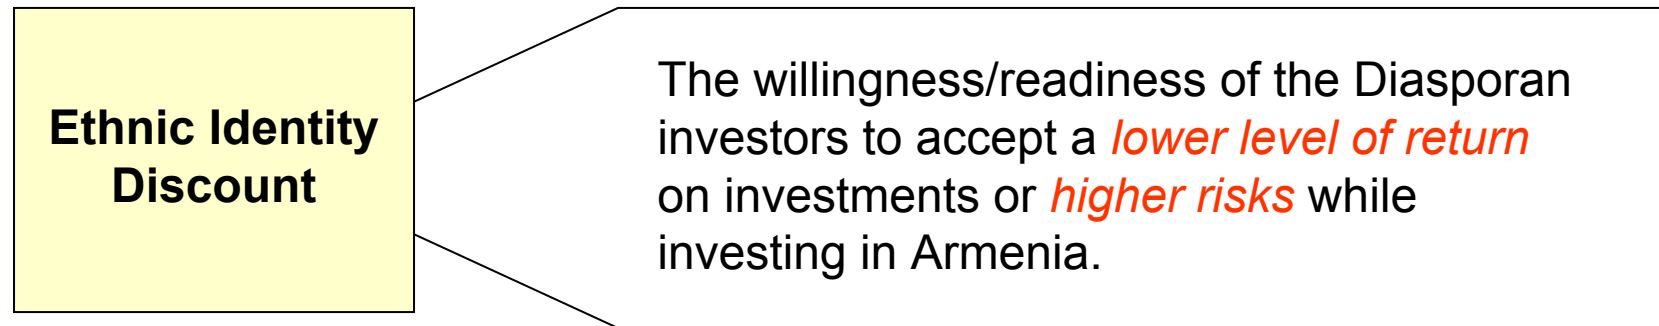 Ethnic Identity
Discount
The willingness/readiness of the Diasporan
investors to accept a lower level of return
on investments or higher risks while
investing in Armenia.